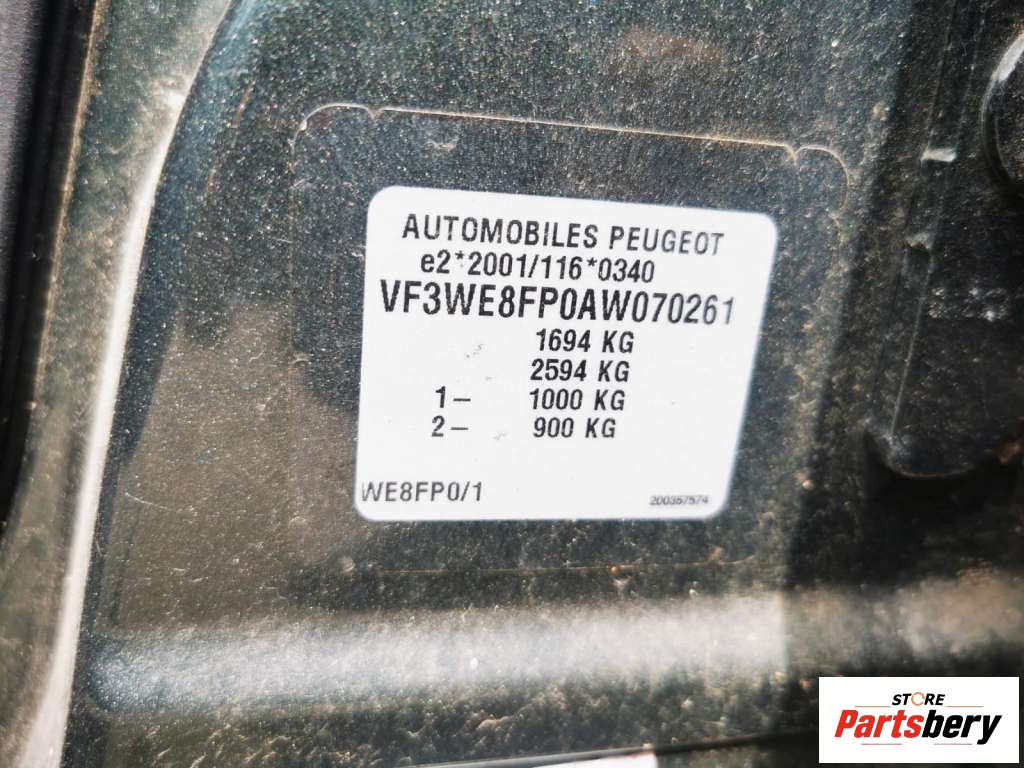 AUTOMOBILES PEUGEOT
e2*2001/116*0340
VF3WE8FP0AW070261
1694 KG
2594 KG
1- 1000 KG
2- 900 KG
WE8FP0/1
200357574
STORE
Partsbery